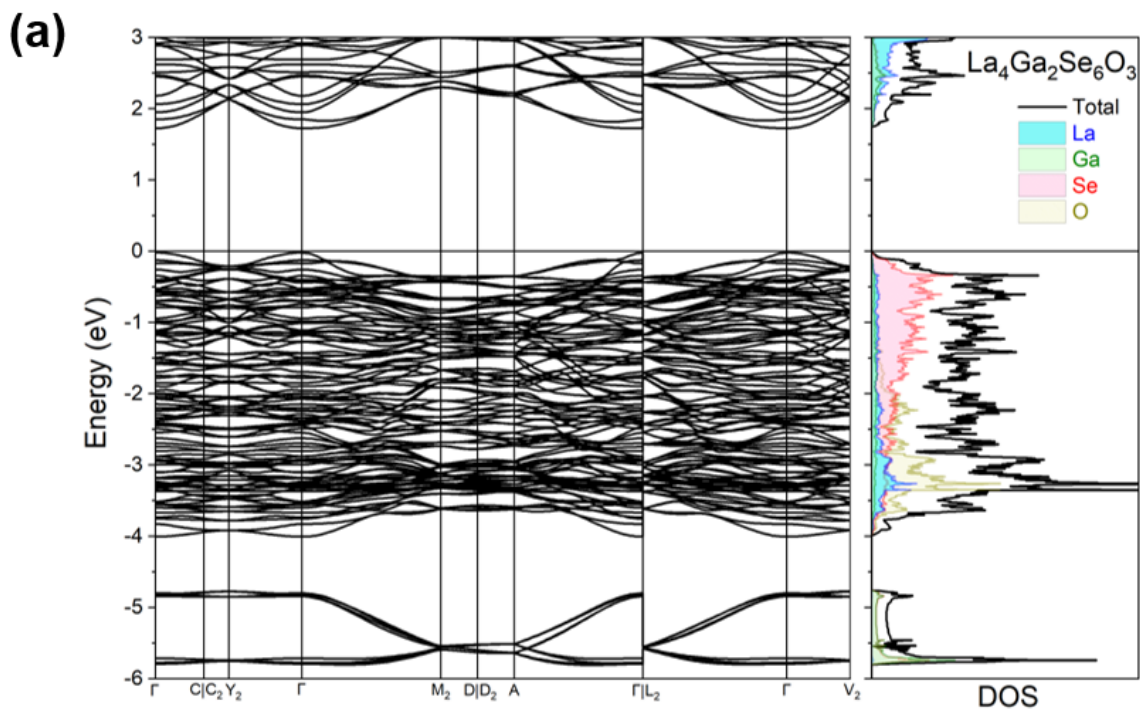 (a)
Energy (eV)
3
2
1
0
-1
-2
-3
-4
-5
-6
Γ C|C₂ Y₂ Γ M₂ D|D₂ A Γ|L₂ Γ V₂
La₄Ga₂Se₆O₃
Total
La
Ga
Se
O
DOS